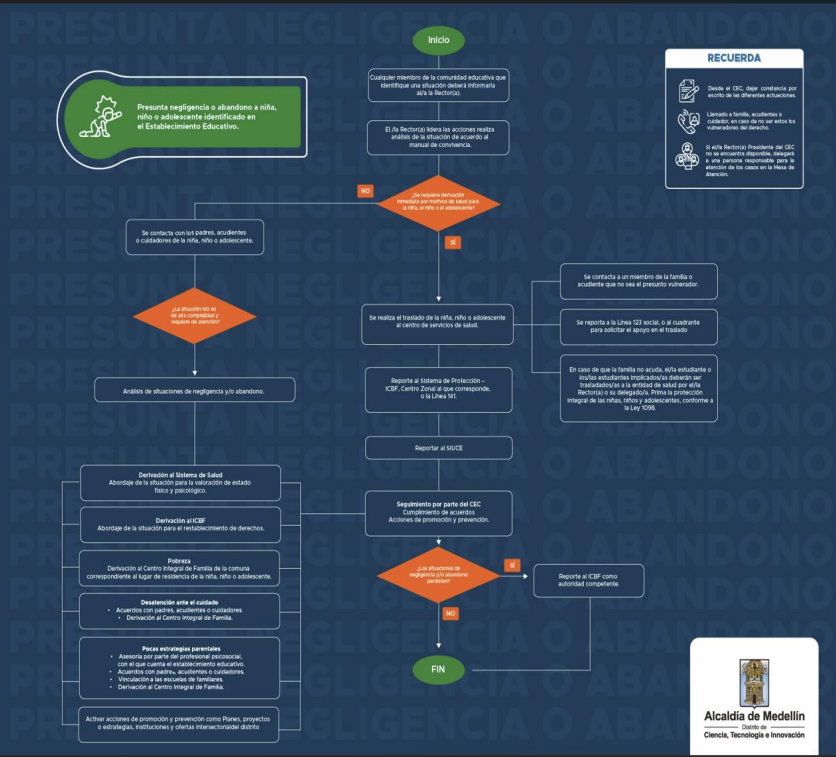 PRESUNTA NEGLIGENCIA O ABANDONO
Inicio
RECUERDA
Desde el CEC, dejar constancia por
escrito de las diferentes actuaciones.
Llamado a familia, acudientes o
cuidador, en caso de no ser estos los
vulneradores del derecho.
Si el/la Rector(a) Presidente del CEC
no se encuentra disponible, delegará
a una persona responsable para la
atención de los casos en la Mesa de
Atención.
Presunta negligencia o abandono a niña,
niño o adolescente identificado en
el Establecimiento Educativo.
Cualquier miembro de la comunidad educativa que
identifique una situación deberá informarla
al/a la Rector(a).
El /la Rector(a) lidera las acciones realiza
análisis de la situación de acuerdo al
manual de convivencia.
¿Se requiere derivación
inmediata por motivos de salud para
la niña, el niño o le adolescente?
NO
SÍ
Se contacta con los padres, acudientes
o cuidadores de la niña, niño o adolescente.
¿La situación NO es
de alta complejidad y
requiere de atención?
Análisis de situaciones de negligencia y/o abandono.
Se realiza el traslado de la niña, niño o adolescente
al centro de servicios de salud.
Se contacta a un miembro de la familia o
acudiente que no sea el presunto vulnerador.
Se reporta a la Línea 123 social, o al cuadrante
para solicitar el apoyo en el traslado
En caso de que la familia no acuda, el/la estudiante o
los/las estudiantes implicados/as deberán ser
trasladados/as a la entidad de salud por el/la
Rector(a) o su delegado/a. Prima la protección
integral de las niñas, niños y adolescentes, conforme a
la Ley 1098.
Reporte al Sistema de Protección –
ICBF, Centro Zonal al que corresponde,
o la Línea 141.
Reportar al SIUCE
Seguimiento por parte del CEC
Cumplimiento de acuerdos
Acciones de promoción y prevención.
¿Las situaciones de
negligencia y/o abandono
persisten?
SÍ
NO
Reporte al ICBF como
autoridad competente.
FIN
Derivación al Sistema de Salud
Abordaje de la situación para la valoración de estado
físico y psicológico.
Derivación al ICBF
Abordaje de la situación para el restablecimiento de derechos.
Pobreza
Derivación al Centro Integral de Familia de la comuna
correspondiente al lugar de residencia de la niña, niño o adolescente.
Desatención ante el cuidado
• Acuerdos con padres, acudientes o cuidadores.
• Derivación al Centro Integral de Familia.
Pocas estrategias parentales
• Asesoría por parte del profesional psicosocial,
con el que cuenta el establecimiento educativo.
• Acuerdos con padres, acudientes o cuidadores.
• Vinculación a las escuelas de familiares.
• Derivación al Centro Integral de Familia.
Activar acciones de promoción y prevención como Planes, proyectos
o estrategias, Instituciones y ofertas intersectorialdel distrito
Alcaldía de Medellín
Distrito de
Ciencia, Tecnología e Innovación